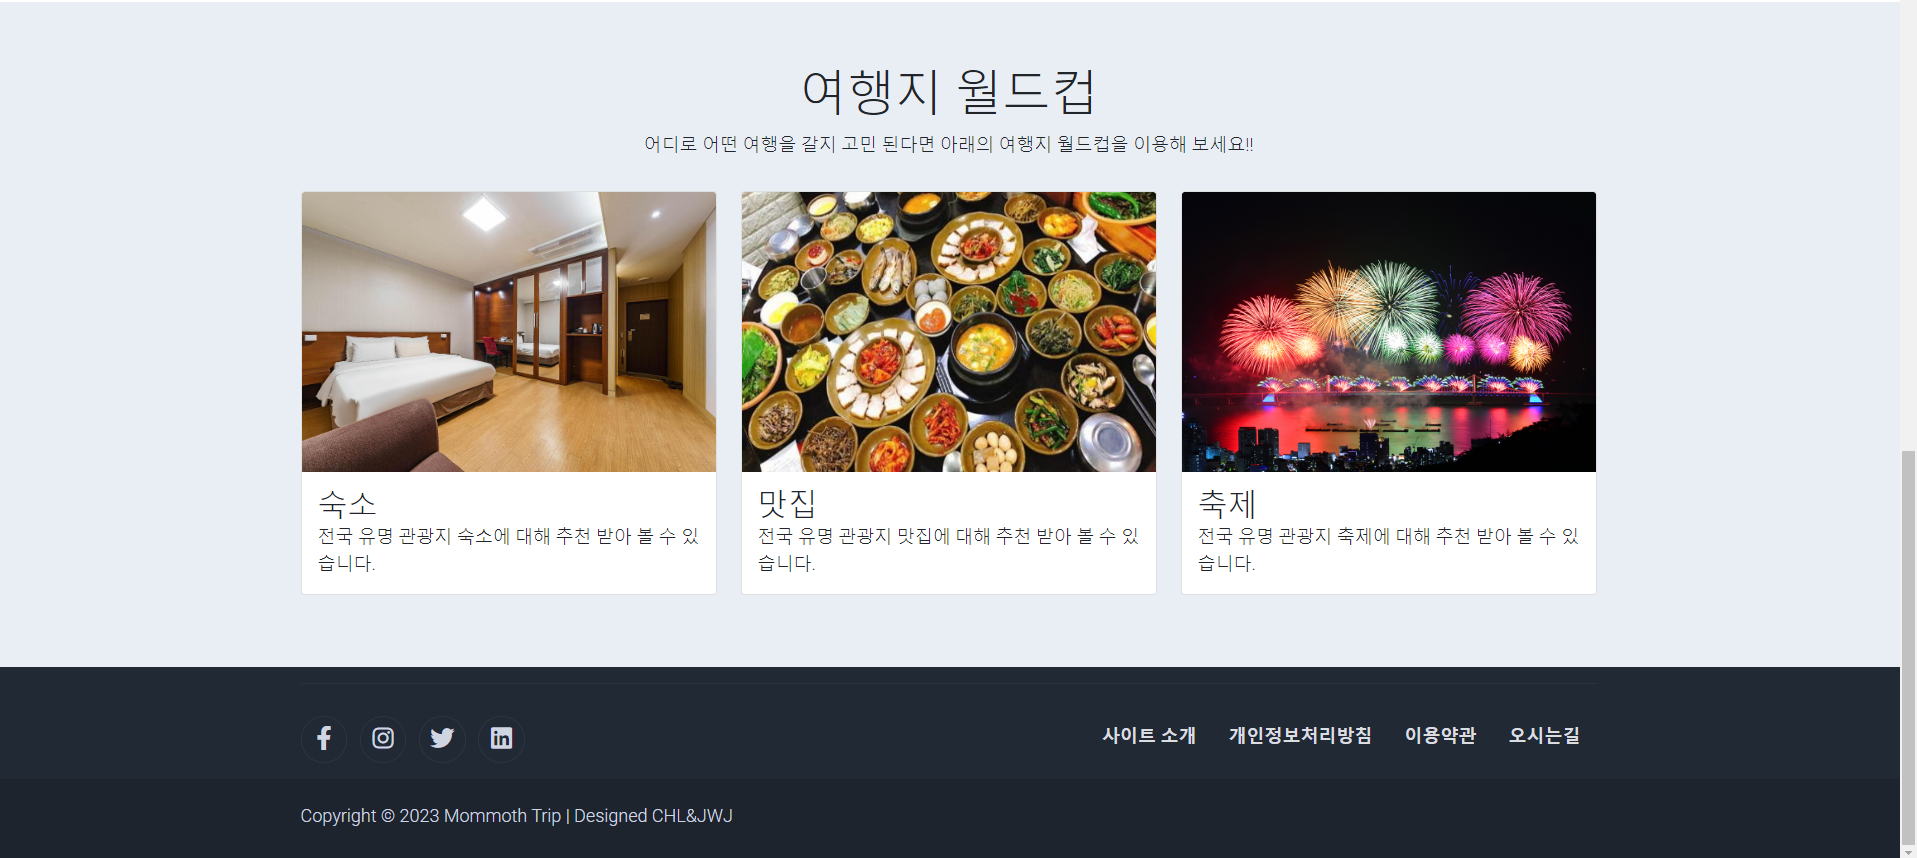 여행지 월드컵
어디로 어떤 여행을 갈지 고민 된다면 아래의 여행지 월드컵을 이용해 보세요!!
숙소
전국 유명 관광지 숙소에 대해 추천 받아 볼 수 있
습니다.
맛집
전국 유명 관광지 맛집에 대해 추천 받아 볼 수 있
습니다.
축제
전국 유명 관광지 축제에 대해 추천 받아 볼 수 있
습니다.
사이트 소개 개인정보처리방침 이용약관 오시는길
Copyright © 2023 Mommoth Trip | Designed CHL&JWJ